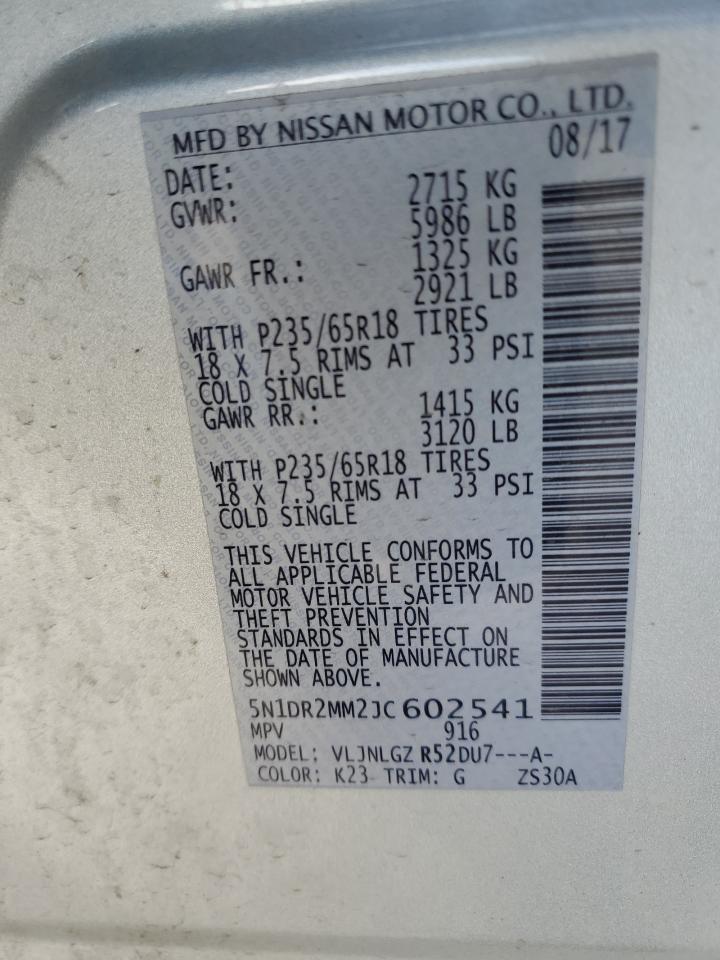 MFD BY NISSAN MOTOR CO., LTD.
DATE: 08/17
GVWR: 2715 KG
5986 LB
GAWR FR.: 1325 KG
2921 LB
WITH P235/65R18 TIRES
18 X 7.5 RIMS AT 33 PSI
COLD SINGLE
GAWR RR.: 1415 KG
3120 LB
WITH P235/65R18 TIRES
18 X 7.5 RIMS AT 33 PSI
COLD SINGLE
THIS VEHICLE CONFORMS TO
ALL APPLICABLE FEDERAL
MOTOR VEHICLE SAFETY AND
THEFT PREVENTION
STANDARDS IN EFFECT ON
THE DATE OF MANUFACTURE
SHOWN ABOVE.
5N1DR2MM2JC602541
MPV 916
MODEL: VLJNLGZ R52DU7---A-
COLOR: K23 TRIM: G ZS30A